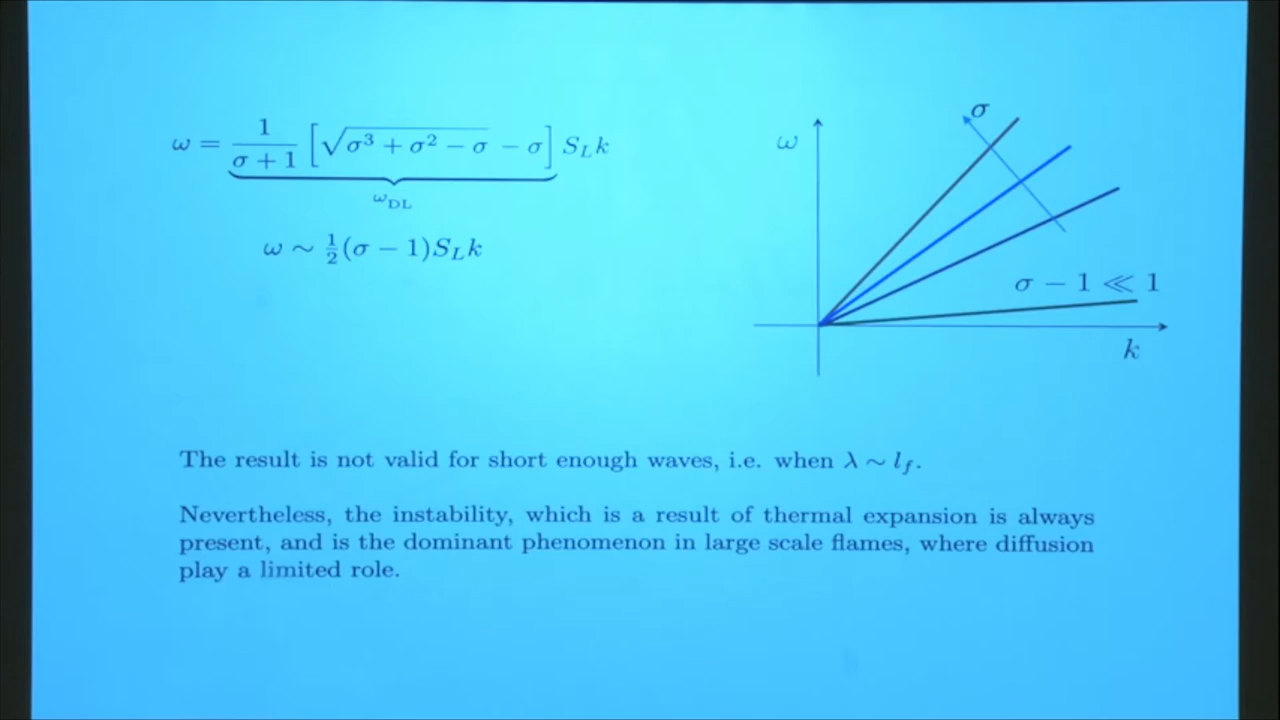 ω = 1/(σ + 1) [√(σ³ + σ² − σ) − σ] S_L k
ω_DL
ω ∼ ½(σ − 1)S_L k
ω
σ
σ − 1 ≪ 1
k
The result is not valid for short enough waves, i.e. when λ ∼ l_f.
Nevertheless, the instability, which is a result of thermal expansion is always
present, and is the dominant phenomenon in large scale flames, where diffusion
play a limited role.